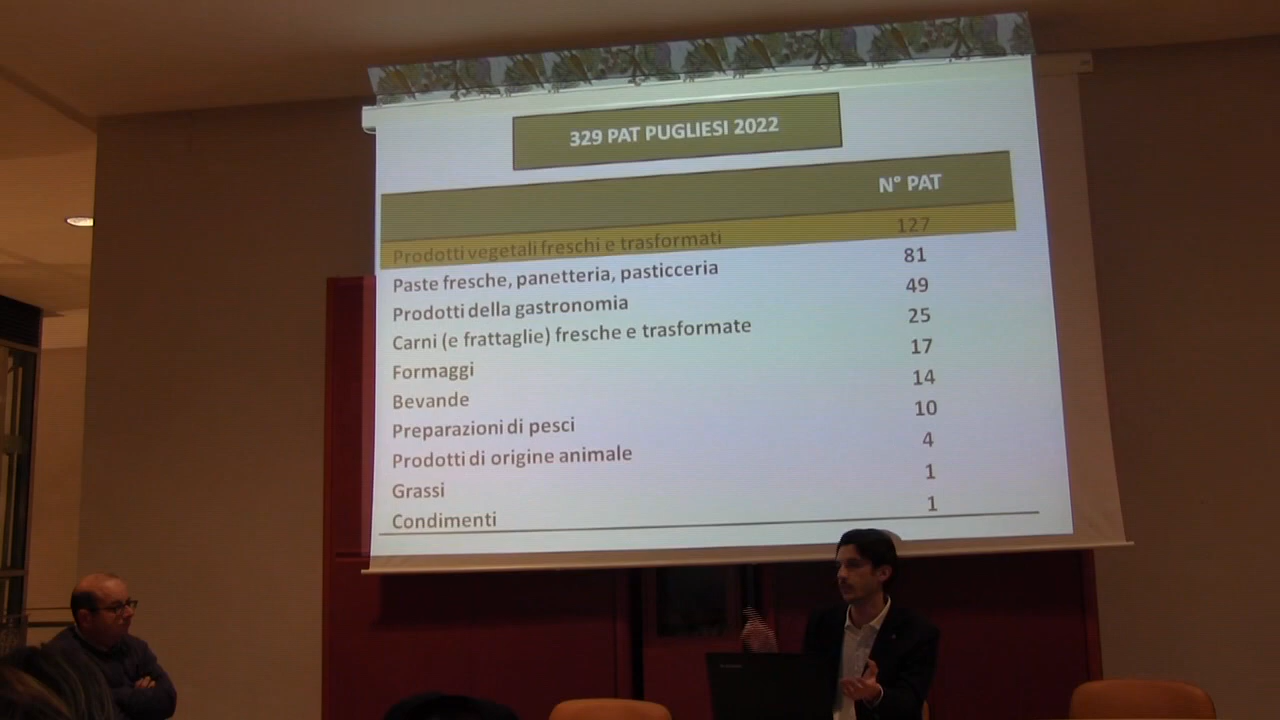 329 PAT PUGLIESI 2022
N° PAT
Prodotti vegetali freschi e trasformati 127
Paste fresche, panetteria, pasticceria 81
Prodotti della gastronomia 49
Carni (e frattaglie) fresche e trasformate 25
Formaggi 17
Bevande 14
Preparazioni di pesci 10
Prodotti di origine animale 4
Grassi 1
Condimenti 1